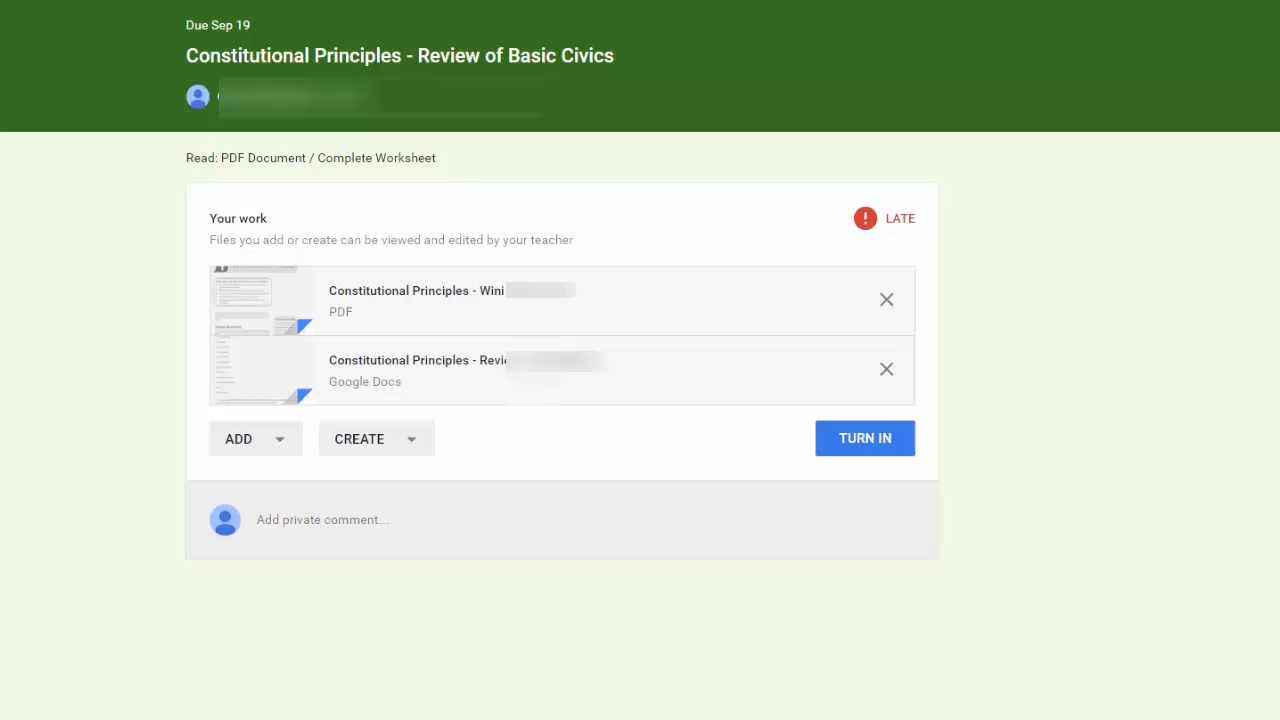 Due Sep 19
Constitutional Principles - Review of Basic Civics
Read: PDF Document / Complete Worksheet
Your work
LATE
Files you add or create can be viewed and edited by your teacher
Constitutional Principles - Wini
PDF
Constitutional Principles - Revi
Google Docs
ADD
CREATE
TURN IN
Add private comment...